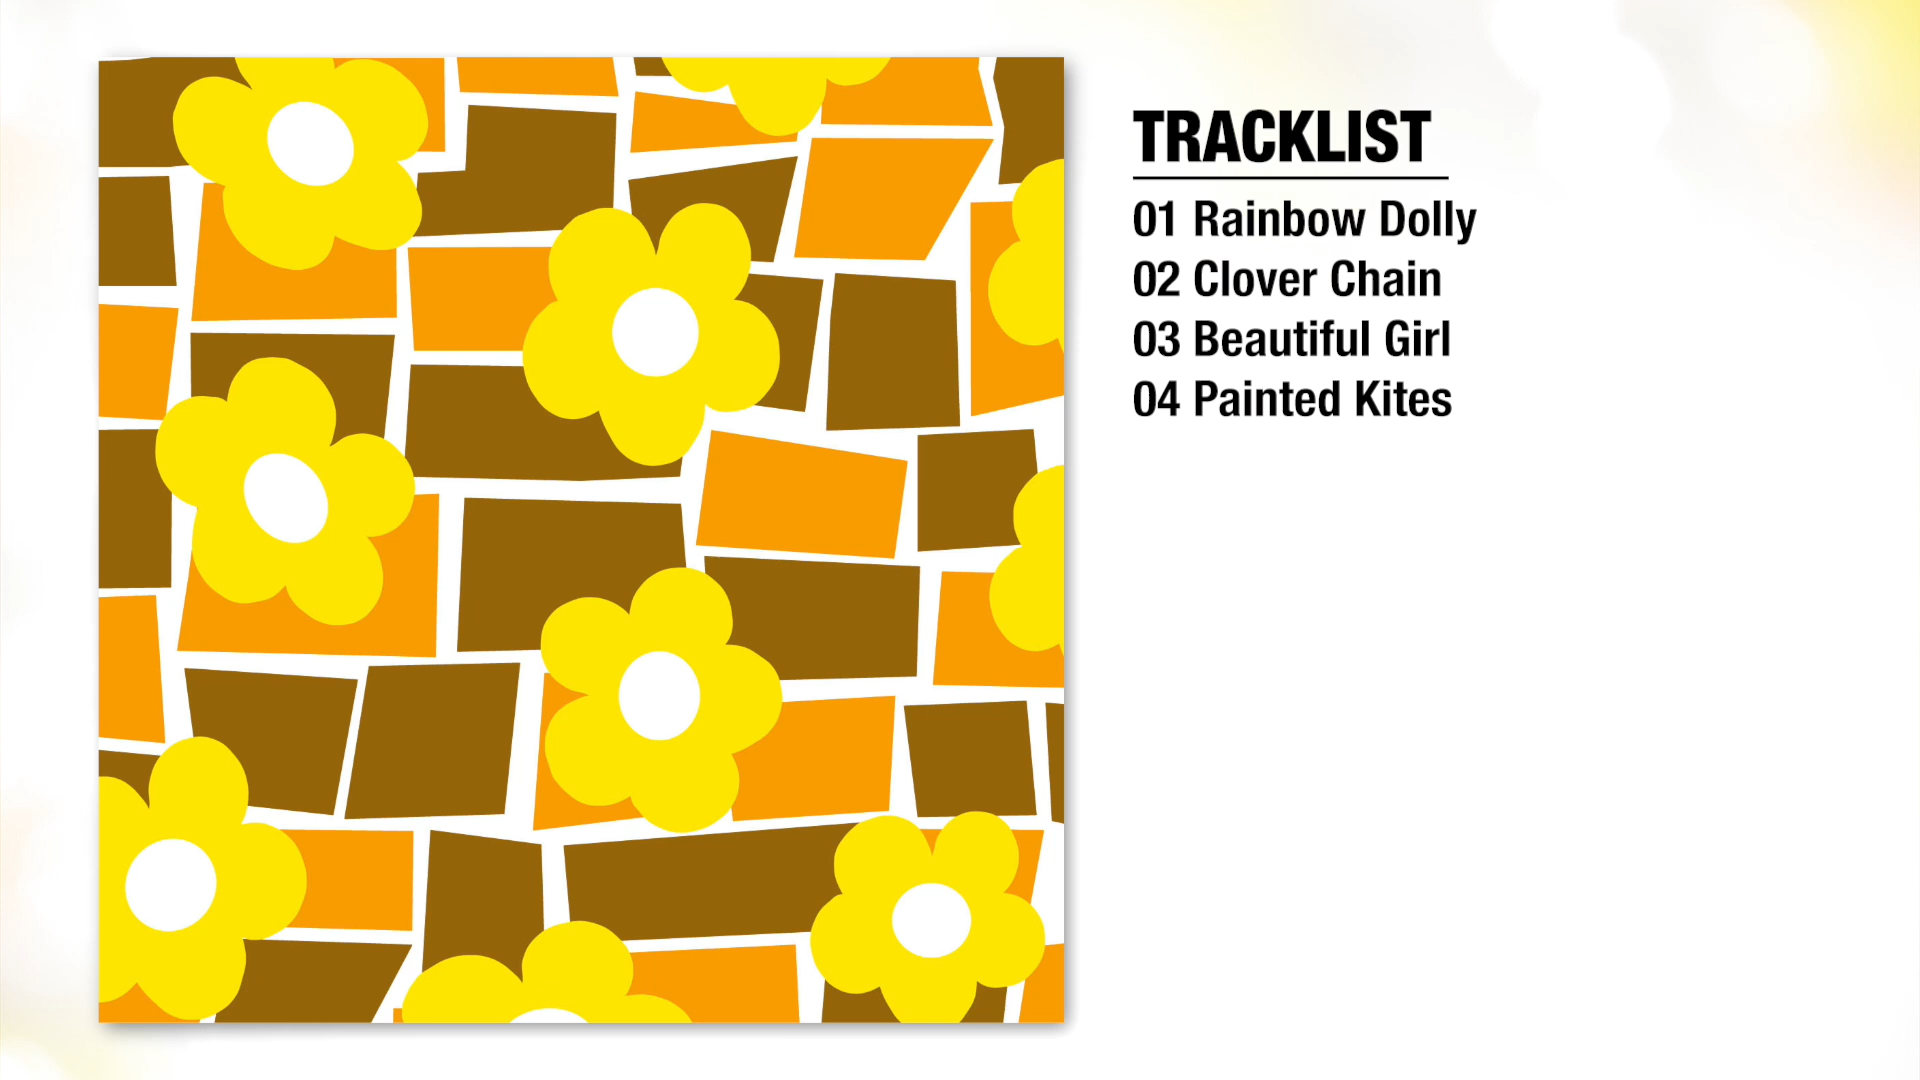 TRACKLIST
01 Rainbow Dolly
02 Clover Chain
03 Beautiful Girl
04 Painted Kites